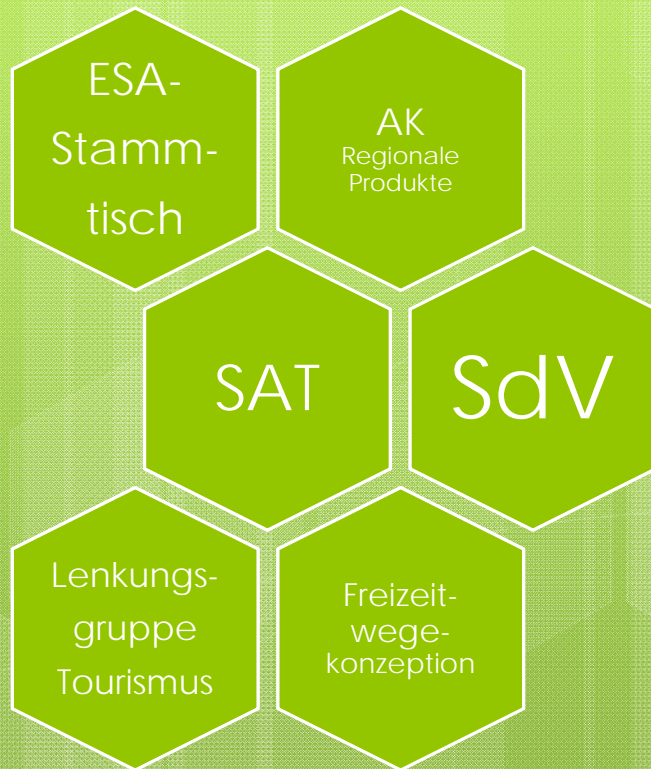 ESA-
Stamm-
tisch
AK
Regionale
Produkte
SAT
SdV
Lenkungs-
gruppe
Tourismus
Freizeit-
wege-
konzeption